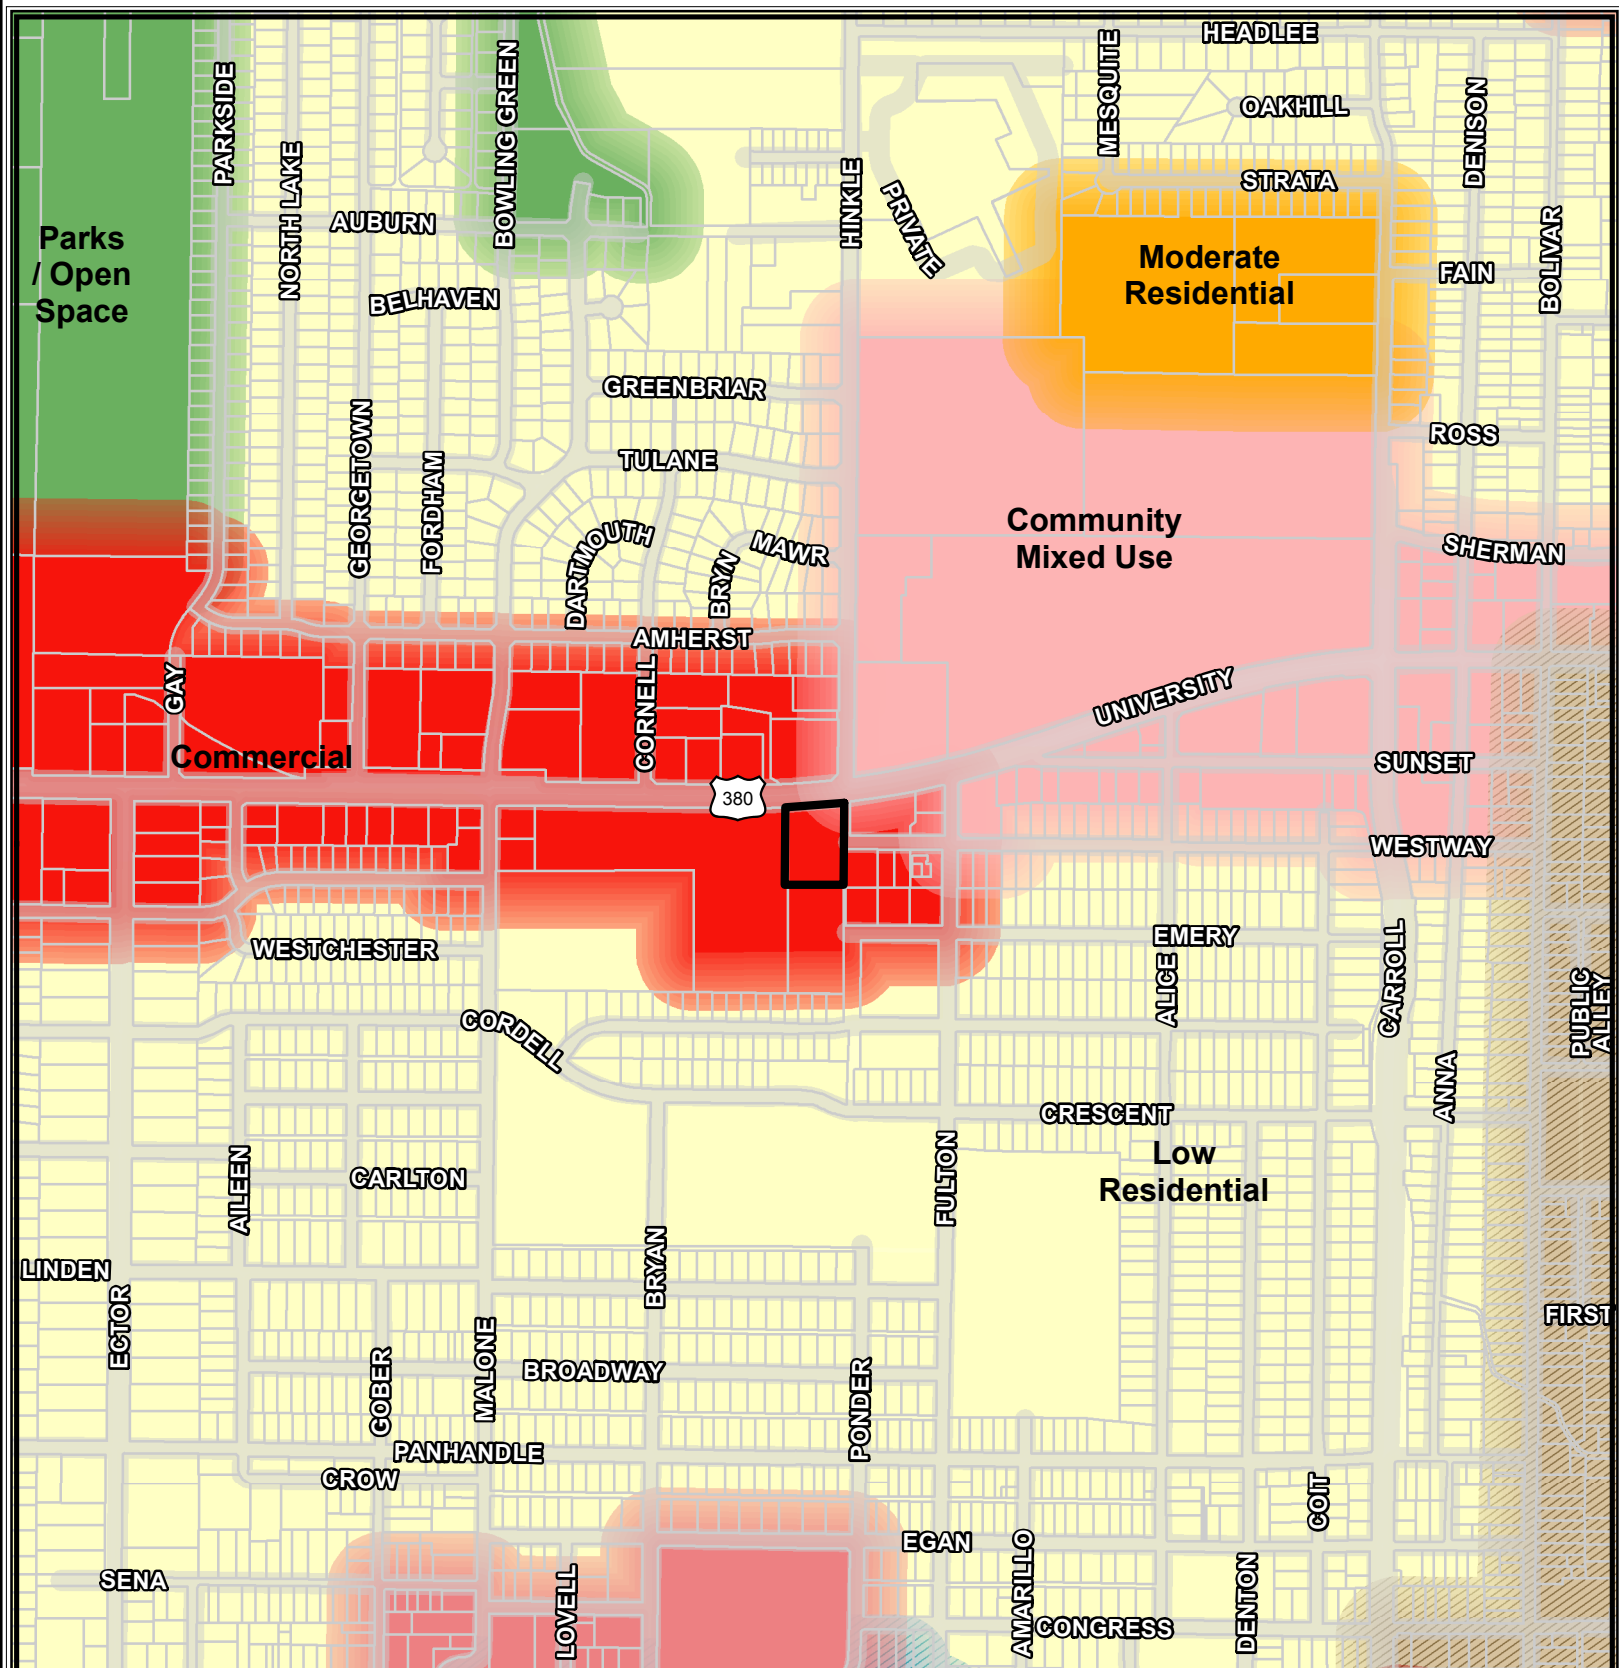 HEADLEE
PARKSIDE
BOWLING GREEN
MESQUITE
OAKHILL
DENISON
NORTH LAKE
HINKLE
STRATA
AUBURN
PRIVATE
BOLIVAR
Parks
/ Open
Space
Moderate
Residential
FAIN
BELHAVEN
GREENBRIAR
GEORGETOWN
FORDHAM
TULANE
ROSS
Community
Mixed Use
DARTMOUTH
BRYN
MAWR
SHERMAN
AMHERST
GAY
CORNELL
UNIVERSITY
Commercial
SUNSET
380
WESTWAY
WESTCHESTER
EMERY
ALICE
CARROLL
PUBLIC
ALLEY
CORDELL
ANNA
CRESCENT
AILEEN
CARLTON
FULTON
Low
Residential
LINDEN
ECTOR
BRYAN
FIRST
GOBER
MALONE
BROADWAY
PONDER
PANHANDLE
CROW
COIT
EGAN
SENA
LOVELL
AMARILLO
CONGRESS
DENTON